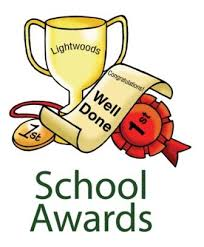 Lightwoods
Congratulations!
Well
Done
1st
1st
School
Awards